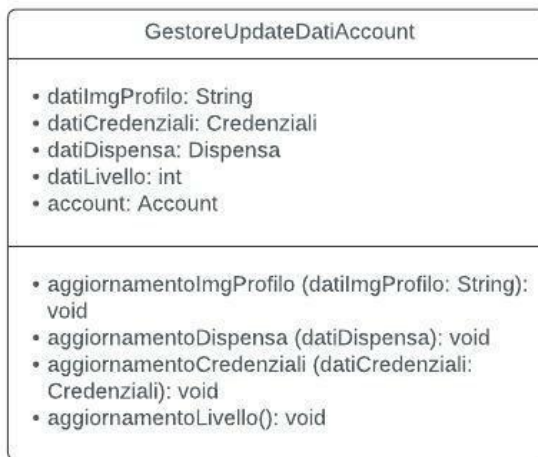 GestoreUpdateDatiAccount
• datiImgProfilo: String
• datiCredenziali: Credenziali
• datiDispensa: Dispensa
• datiLivello: int
• account: Account
• aggiornamentoImgProfilo (datiImgProfilo: String):
void
• aggiornamentoDispensa (datiDispensa): void
• aggiornamentoCredenziali (datiCredenziali:
Credenziali): void
• aggiornamentoLivello(): void